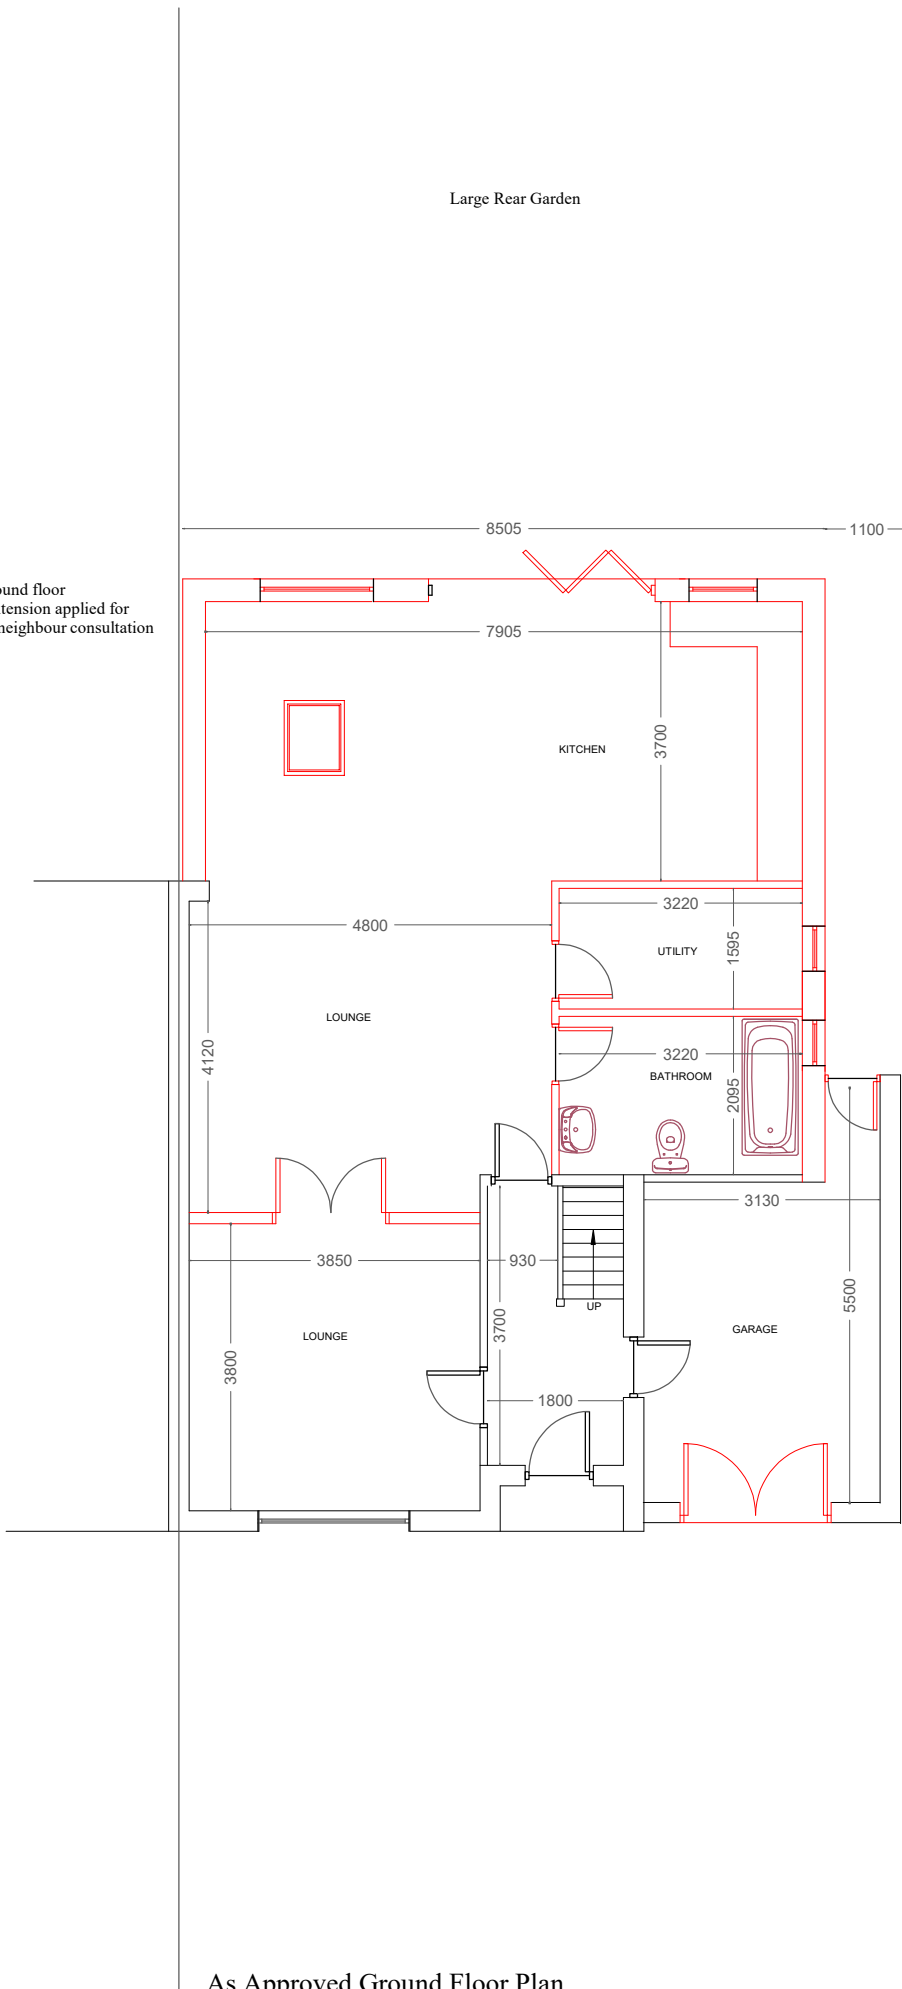 Large Rear Garden
8505
1100
ound floor
tension applied for
neighbour consultation
7905
3700
KITCHEN
3220
4800
1595
UTILITY
LOUNGE
4120
3220
BATHROOM
2095
3130
3850
930
5500
UP
3700
GARAGE
LOUNGE
3800
1800
As Approved Ground Floor Plan